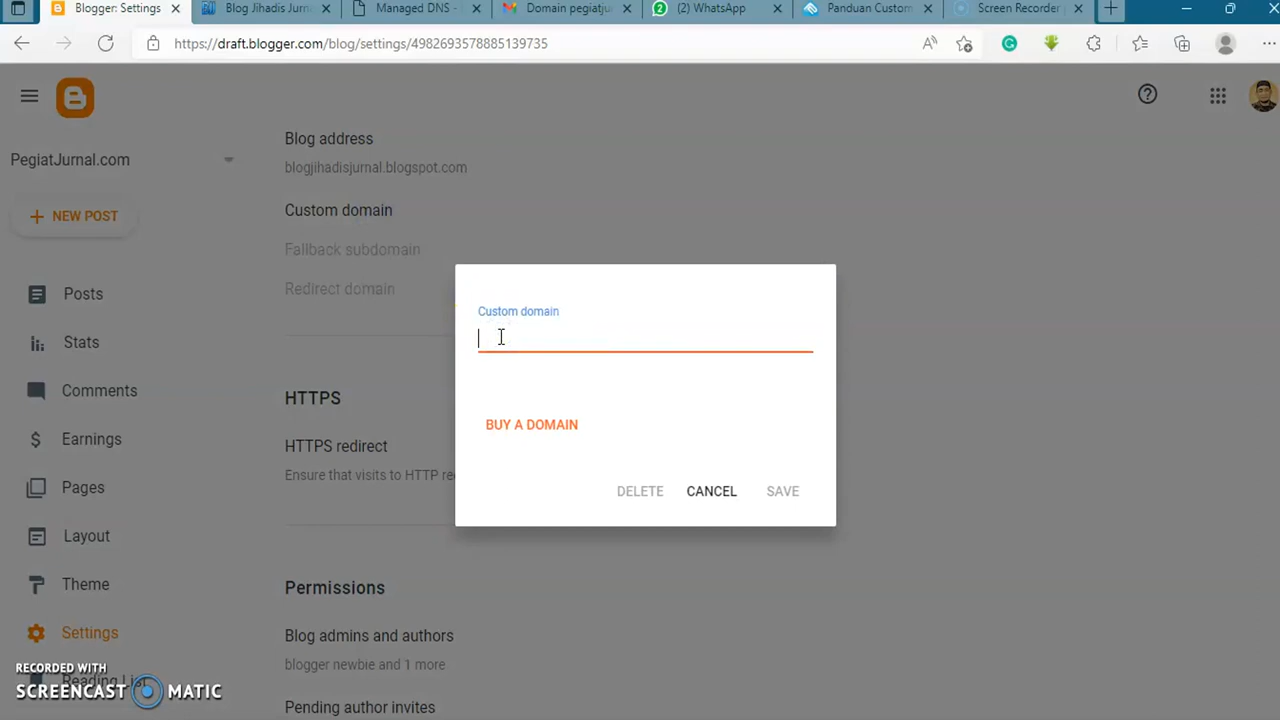 Blogger: Settings
Blog Jihadis Jurn
Managed DNS -
Domain pegiatju
(2) WhatsApp
Panduan Custom
Screen Recorder
https://draft.blogger.com/blog/settings/4982693578885139735
PegiatJurnal.com
NEW POST
Posts
Stats
Comments
Earnings
Pages
Layout
Theme
Settings
Reading List
Blog address
blogjihadisjurnal.blogspot.com
Custom domain
Fallback subdomain
Redirect domain
HTTPS
HTTPS redirect
Ensure that visits to HTTP re
Permissions
Blog admins and authors
blogger newbie and 1 more
Pending author invites
Custom domain
BUY A DOMAIN
DELETE CANCEL SAVE
RECORDED WITH
SCREENCAST MATIC